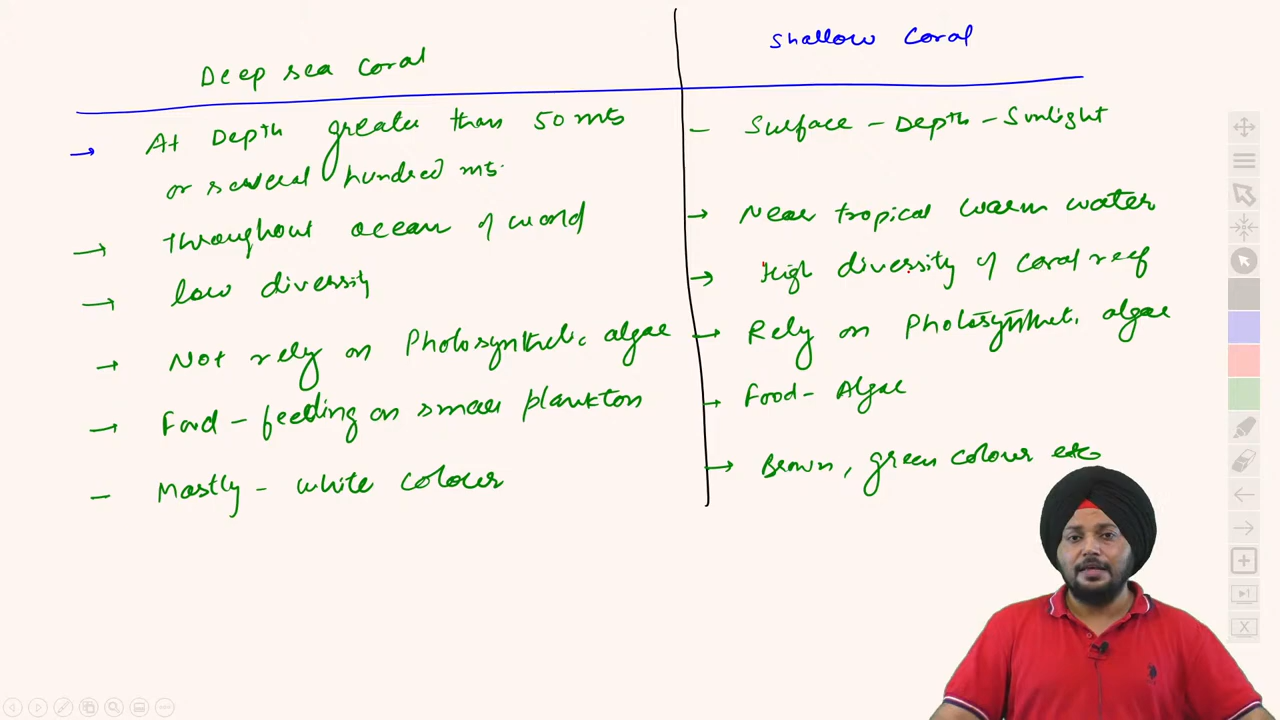 Deep sea coral
shallow coral
→ At Depth greater than 50 mts
or several hundred mts.
→ throughout ocean of world
→ low diversity
→ Not rely on Photosynthetic algae
→ Food - feeding on small plankton
- Mostly - white colour
- Surface - Depth - Sunlight
→ Near tropical warm water
→ High diversity of coral reef
→ Rely on Photosynthetic algae
→ Food - Algae
→ Brown, green colour etc